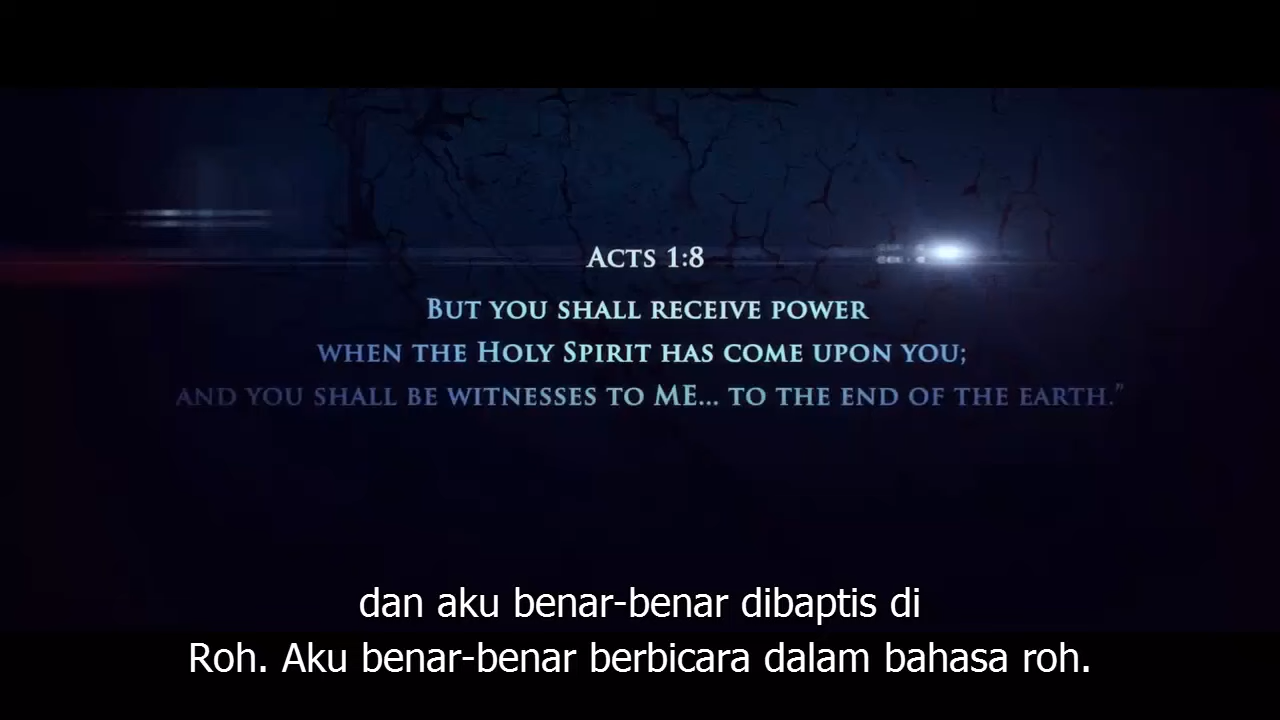 Acts 1:8
But you shall receive power
when the Holy Spirit has come upon you;
and you shall be witnesses to ME... to the end of the earth.”
dan aku benar-benar dibaptis di
Roh. Aku benar-benar berbicara dalam bahasa roh.